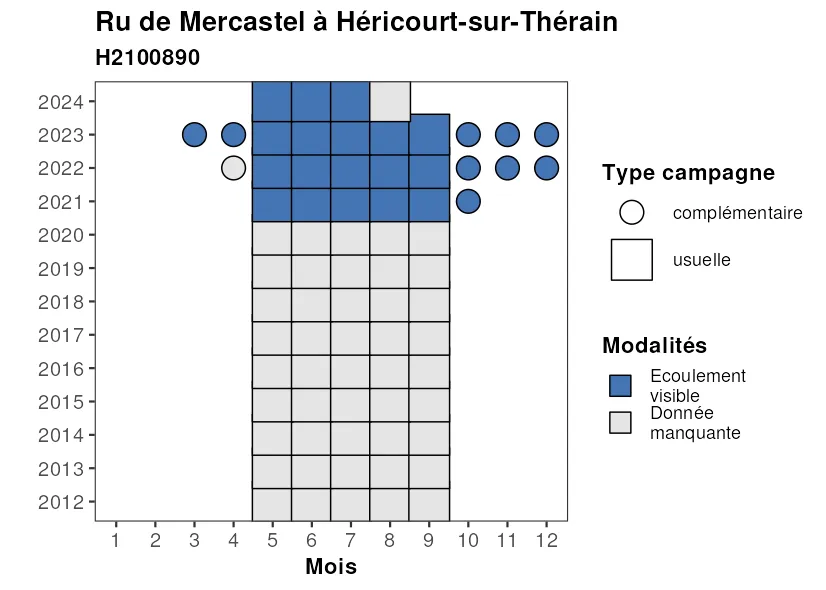 Ru de Mercastel à Héricourt-sur-Thérain
H2100890
2024
2023
2022
2021
2020
2019
2018
2017
2016
2015
2014
2013
2012
1 2 3 4 5 6 7 8 9 10 11 12
Mois
Type campagne
complémentaire
usuelle
Modalités
Ecoulement
visible
Donnée
manquante